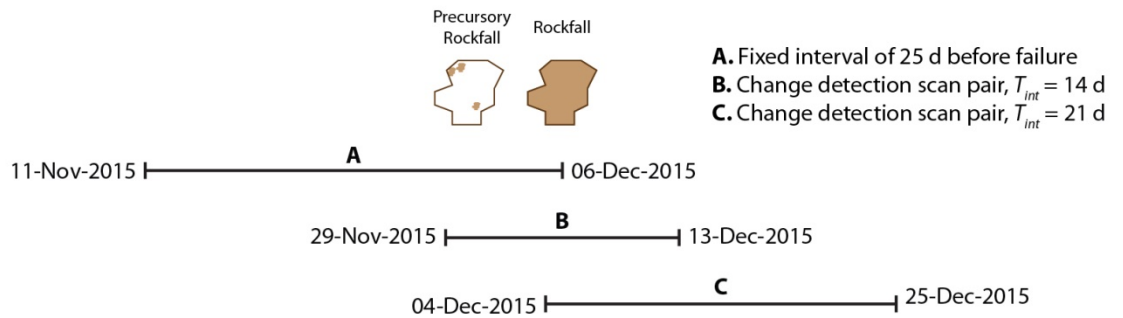 Precursory
Rockfall
Rockfall
A. Fixed interval of 25 d before failure
B. Change detection scan pair, Tint = 14 d
C. Change detection scan pair, Tint = 21 d
A
11-Nov-2015
06-Dec-2015
B
29-Nov-2015
13-Dec-2015
C
04-Dec-2015
25-Dec-2015